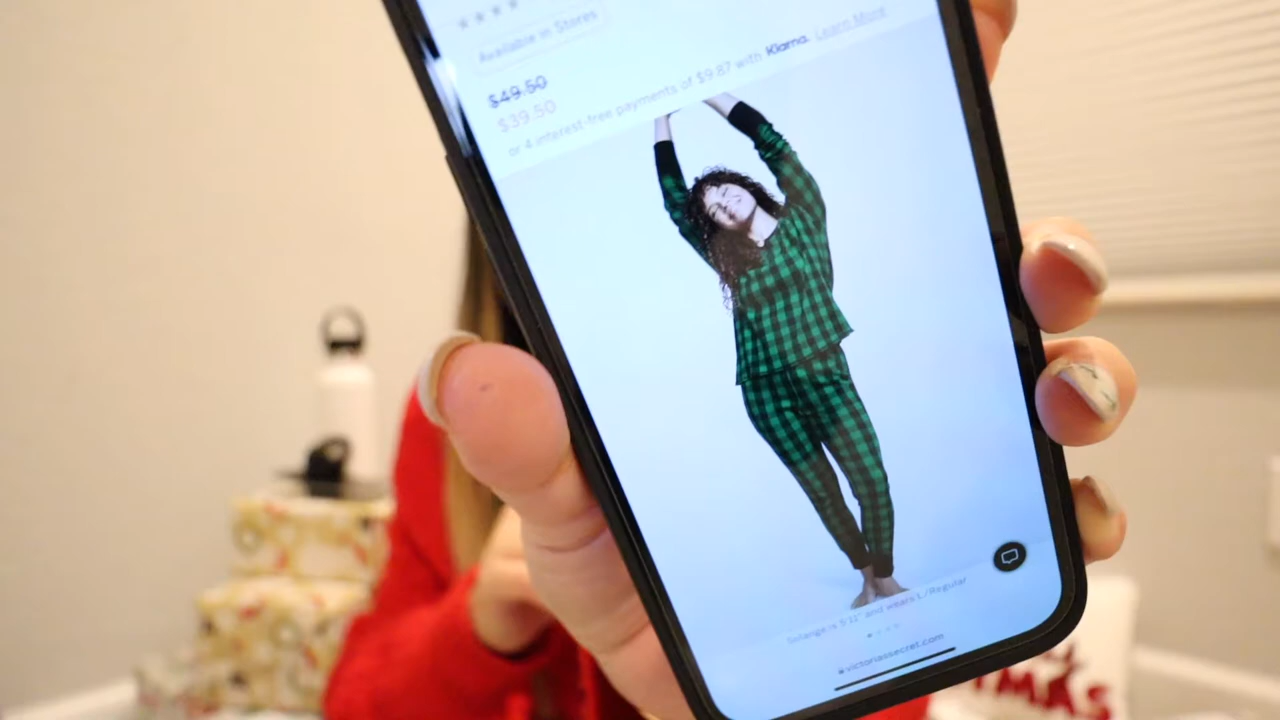 Available in Stores
$49.50
$39.50
or 4 interest-free payments of $9.87 with Klarna. Learn More
Solange is 5'11" and wears L/Regular
victoriassecret.com